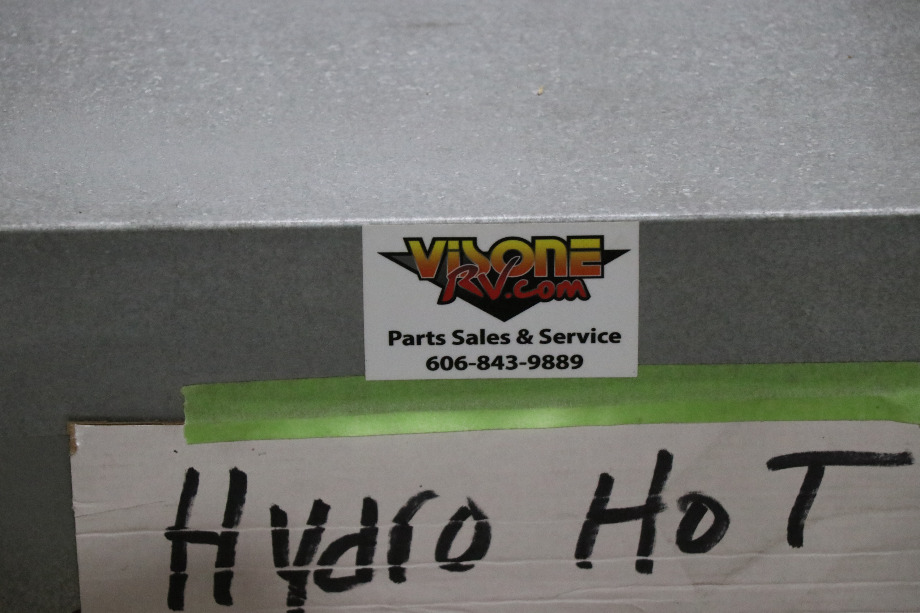 VISONE
RV.com
Parts Sales & Service
606-843-9889
Hydro HoT